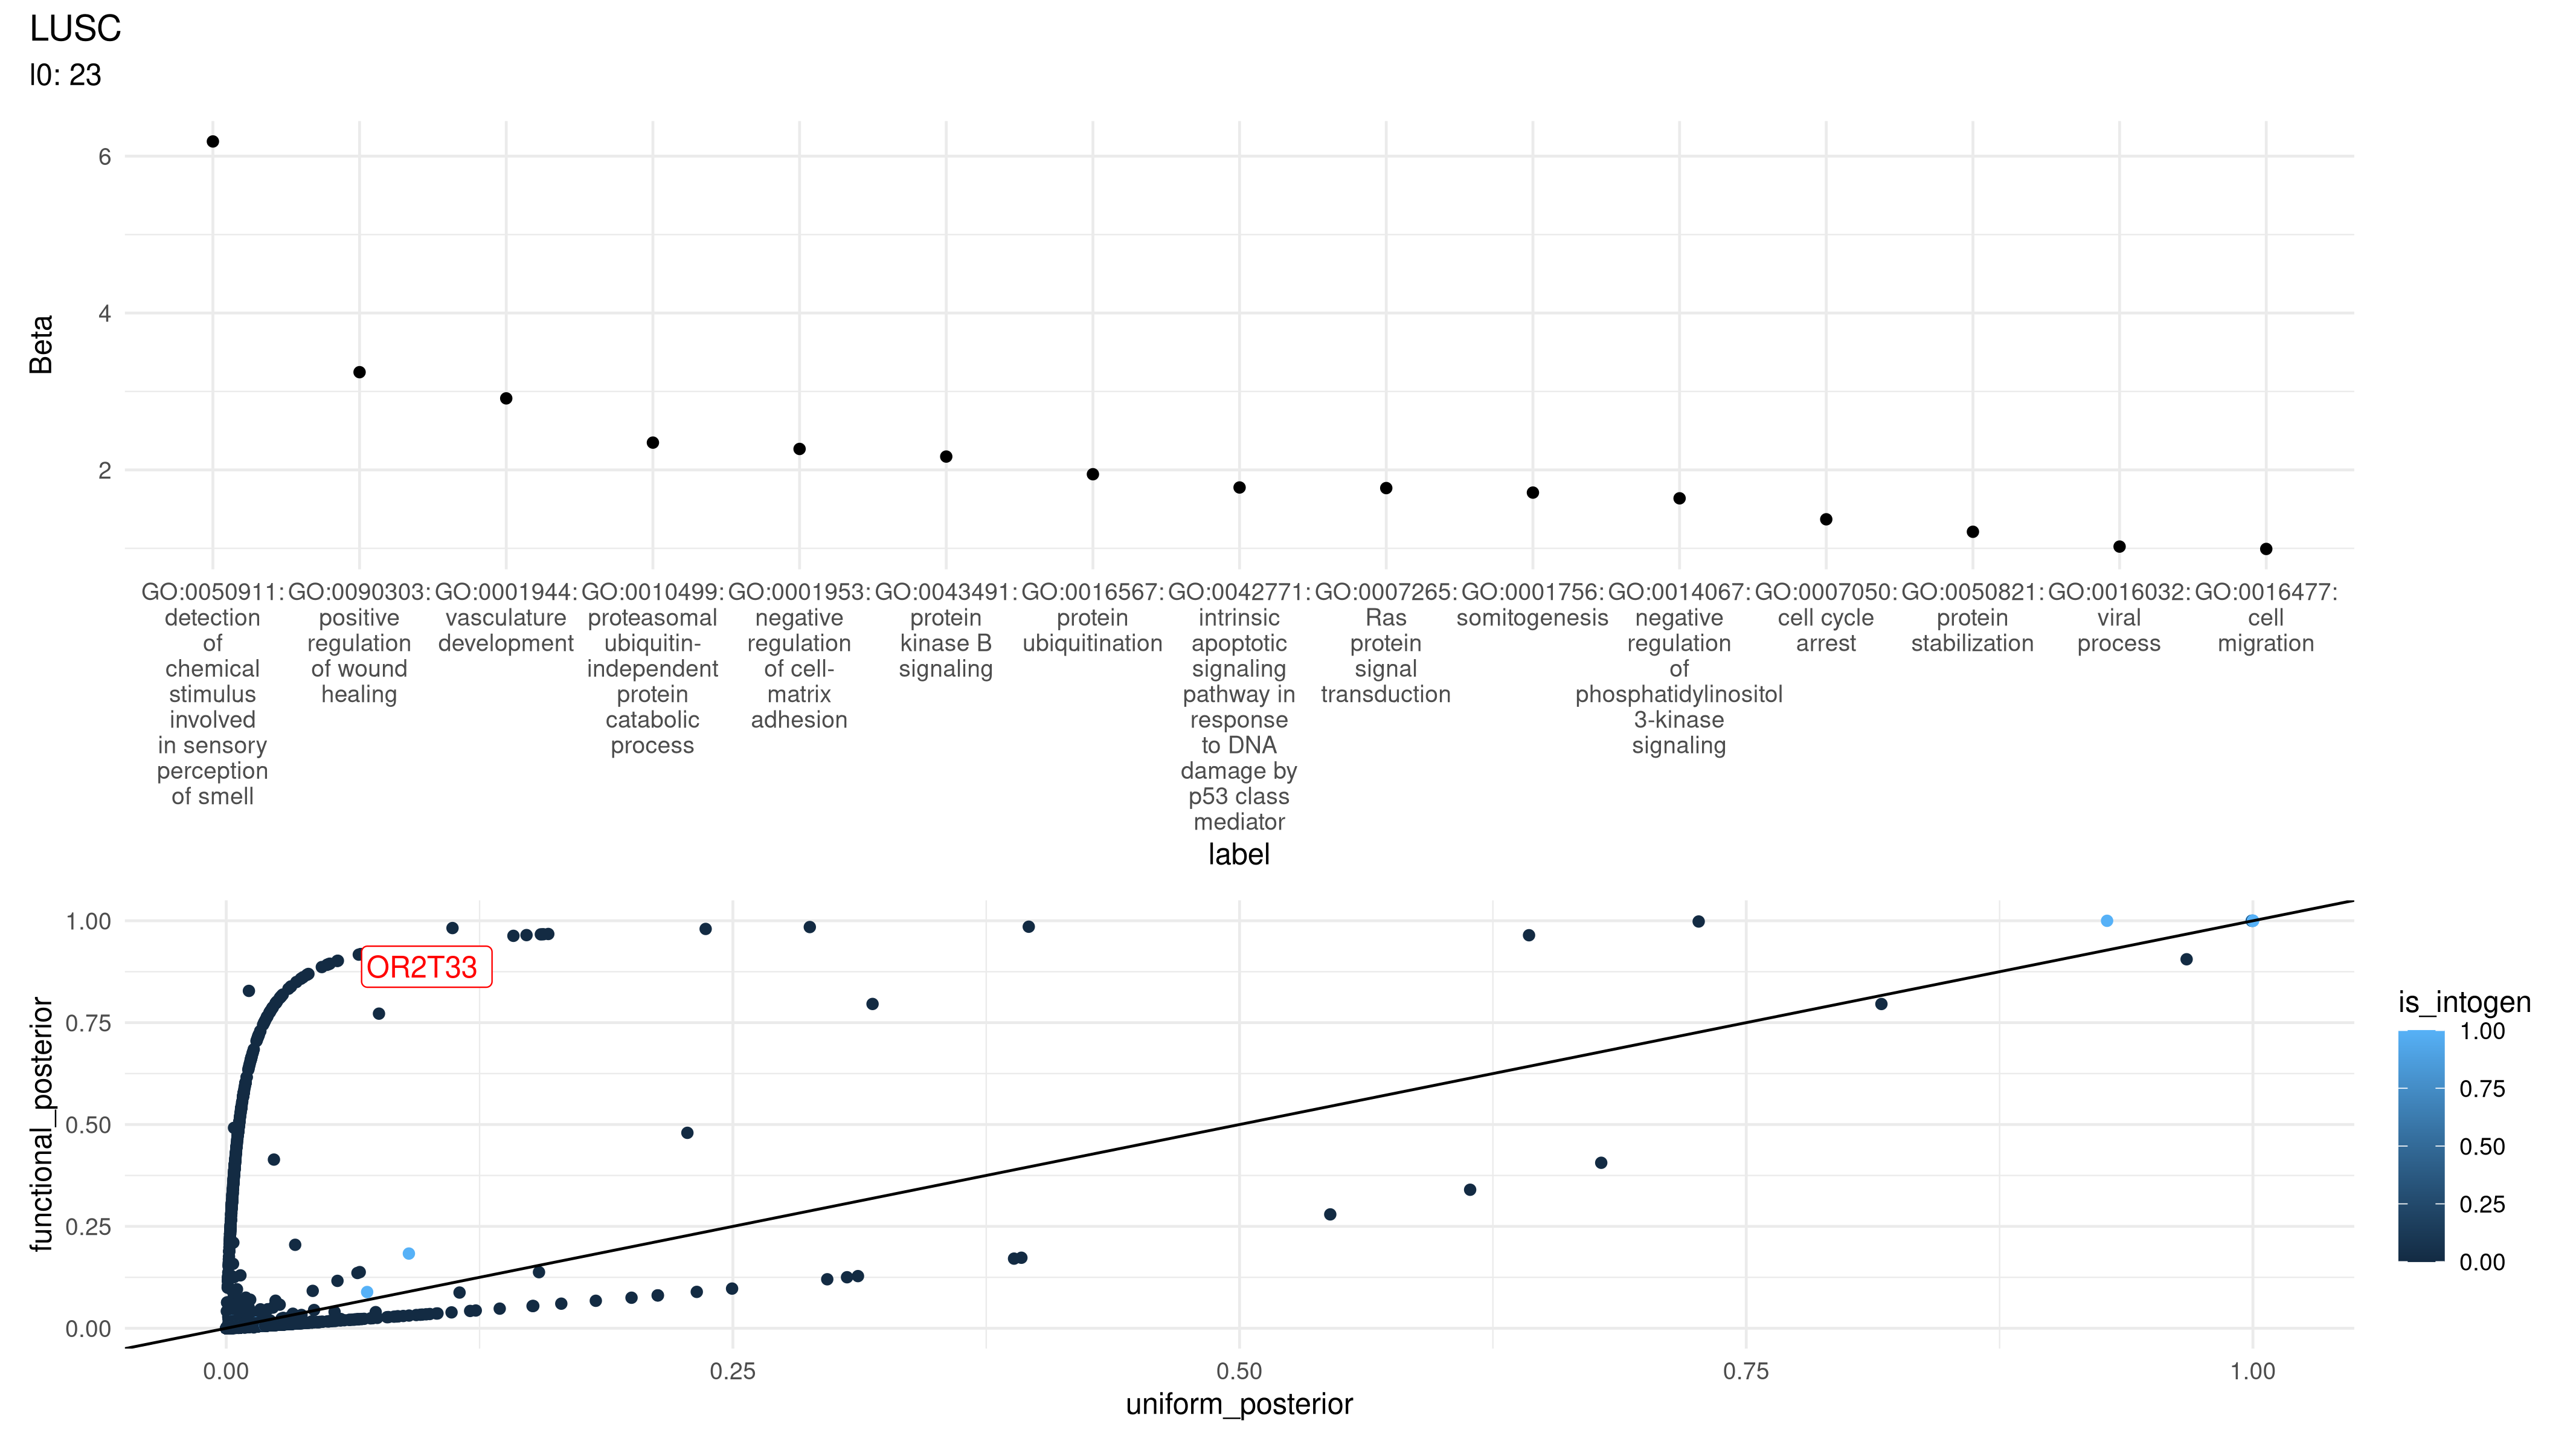 LUSC
l0: 23
Beta
6
4
2
GO:0050911:
detection
of
chemical
stimulus
involved
in sensory
perception
of smell
GO:0090303:
positive
regulation
of wound
healing
GO:0001944:
vasculature
development
GO:0010499:
proteasomal
ubiquitin-
independent
protein
catabolic
process
GO:0001953:
negative
regulation
of cell-
matrix
adhesion
GO:0043491:
protein
kinase B
signaling
GO:0016567:
protein
ubiquitination
GO:0042771:
intrinsic
apoptotic
signaling
pathway in
response
to DNA
damage by
p53 class
mediator
GO:0007265:
Ras
protein
signal
transduction
GO:0001756:
somitogenesis
GO:0014067:
negative
regulation
of
phosphatidylinositol
3-kinase
signaling
GO:0007050:
cell cycle
arrest
GO:0050821:
protein
stabilization
GO:0016032:
viral
process
GO:0016477:
cell
migration
label
functional_posterior
1.00
0.75
0.50
0.25
0.00
OR2T33
0.00
0.25
0.50
0.75
1.00
uniform_posterior
is_intogen
1.00
0.75
0.50
0.25
0.00